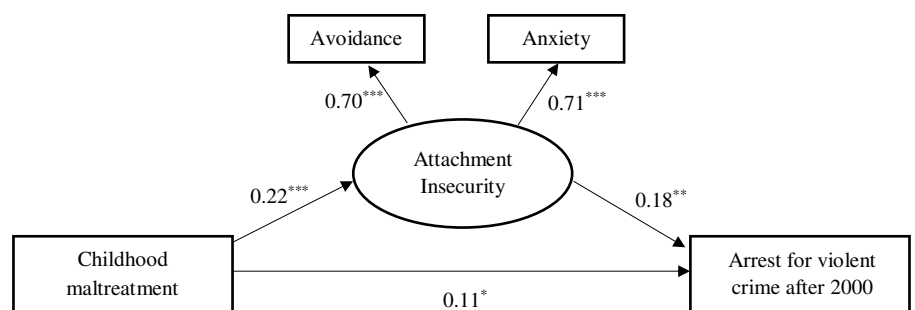 Avoidance
Anxiety
0.70***
0.71***
Attachment
Insecurity
0.22***
0.18**
Childhood
maltreatment
Arrest for violent
crime after 2000
0.11*